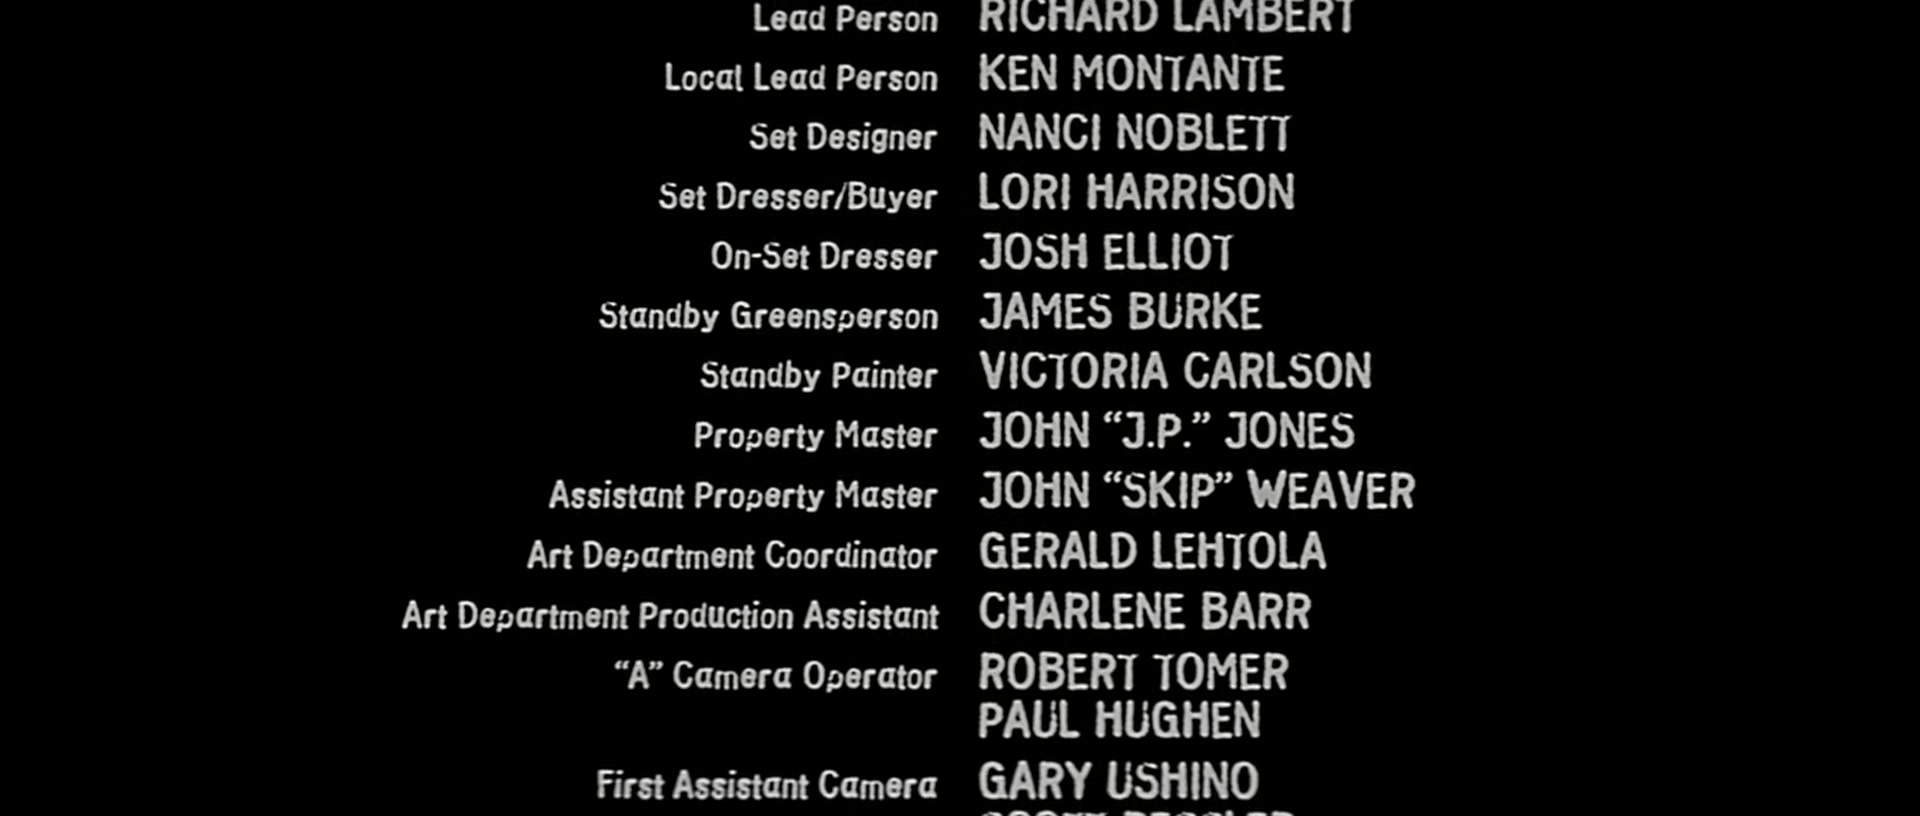 Lead Person RICHARD LAMBERT
Local Lead Person KEN MONTANTE
Set Designer NANCI NOBLETT
Set Dresser/Buyer LORI HARRISON
On-Set Dresser JOSH ELLIOT
Standby Greensperson JAMES BURKE
Standby Painter VICTORIA CARLSON
Property Master JOHN “J.P.” JONES
Assistant Property Master JOHN “SKIP” WEAVER
Art Department Coordinator GERALD LEHTOLA
Art Department Production Assistant CHARLENE BARR
“A” Camera Operator ROBERT TOMER
PAUL HUGHEN
First Assistant Camera GARY USHINO